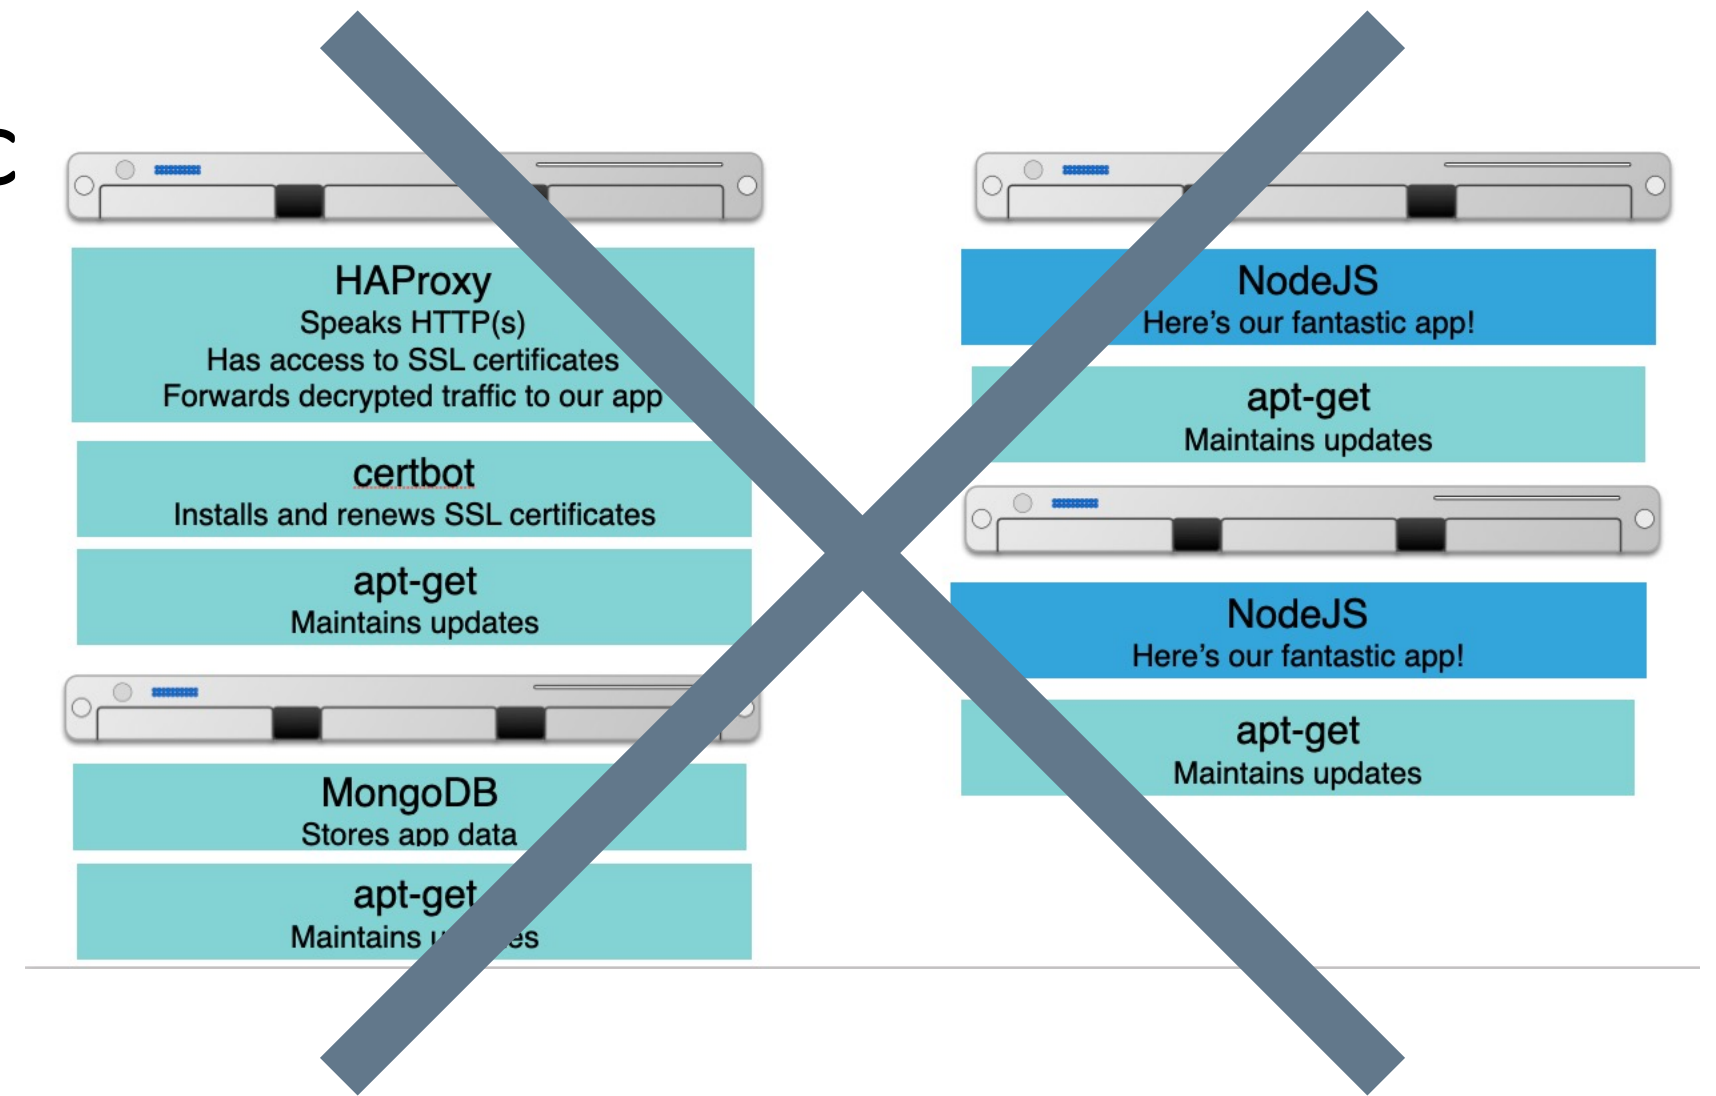 HAProxy
Speaks HTTP(s)
Has access to SSL certificates
Forwards decrypted traffic to our app
certbot
Installs and renews SSL certificates
apt-get
Maintains updates
MongoDB
Stores app data
apt-get
Maintains
NodeJS
Here's our fantastic app!
apt-get
Maintains updates
NodeJS
Here's our fantastic app!
apt-get
Maintains updates